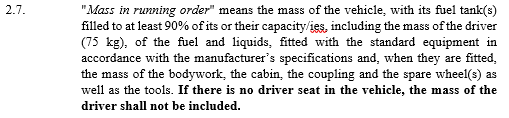 2.7. "Mass in running order" means the mass of the vehicle, with its fuel tank(s)
filled to at least 90% of its or their capacity/ies, including the mass of the driver
(75 kg), of the fuel and liquids, fitted with the standard equipment in
accordance with the manufacturer's specifications and, when they are fitted,
the mass of the bodywork, the cabin, the coupling and the spare wheel(s) as
well as the tools. If there is no driver seat in the vehicle, the mass of the
driver shall not be included.